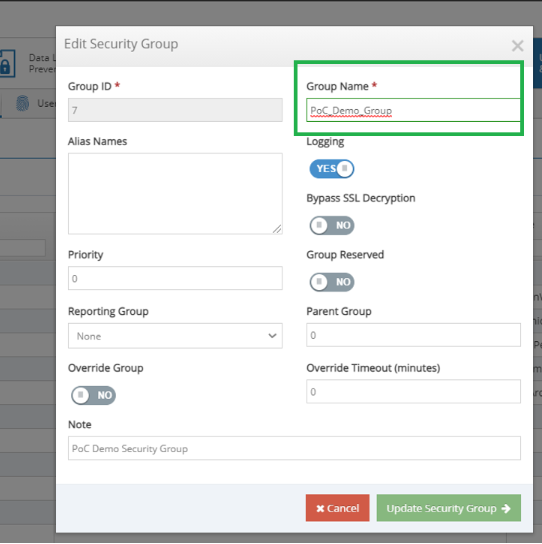 Edit Security Group
Data L
Preve
Use
Group ID *
Group Name *
7
PoC_Demo_Group
Alias Names
Logging
YES
Bypass SSL Decryption
NO
Priority
Group Reserved
0
NO
Reporting Group
Parent Group
None
0
Override Group
Override Timeout (minutes)
NO
0
Note
PoC Demo Security Group
Cancel
Update Security Group